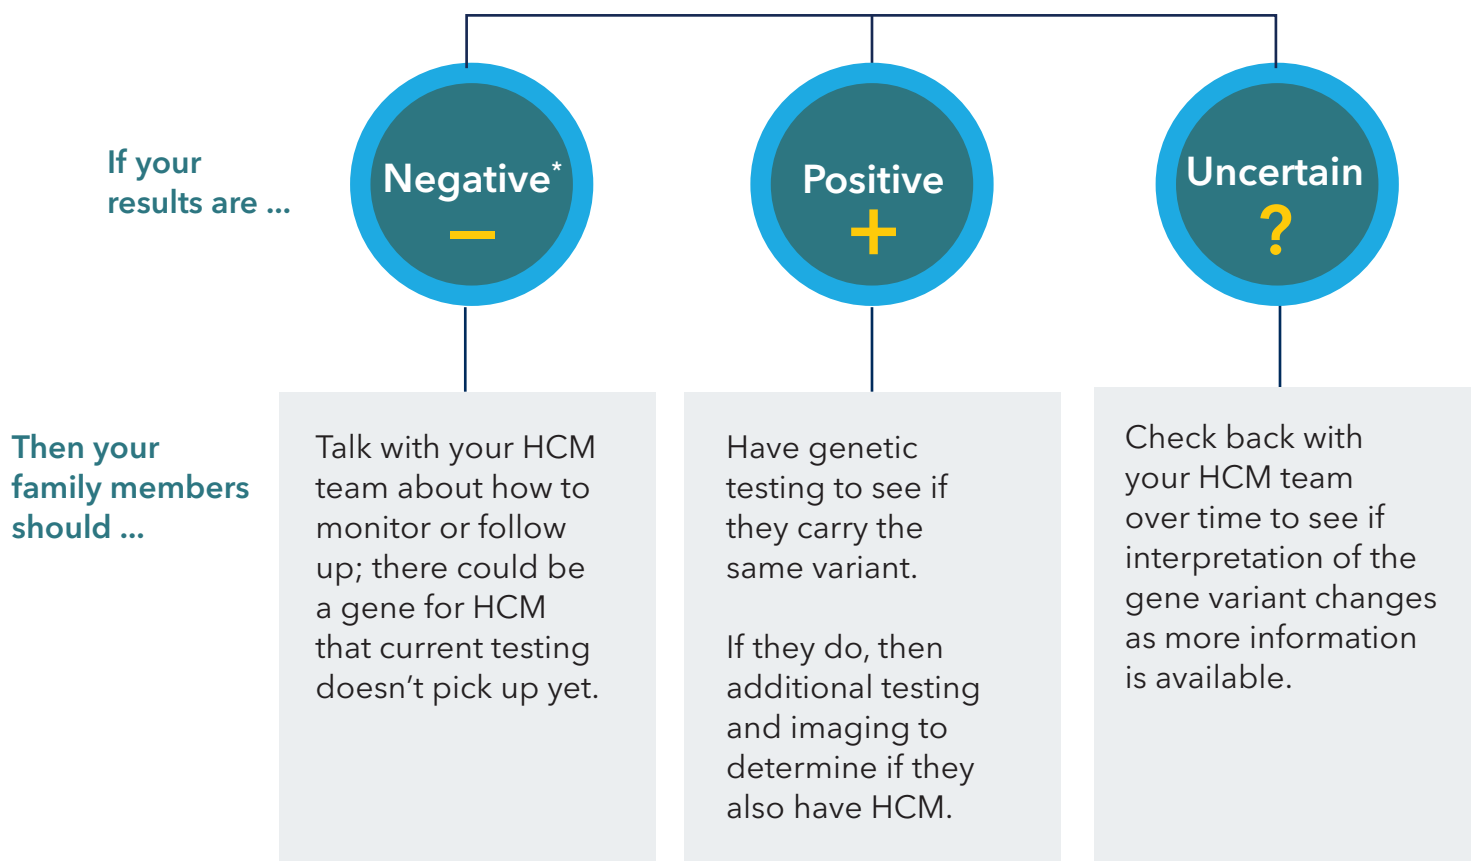 If your
results are ...
Negative*
–
Positive
+
Uncertain
?
Then your
family members
should ...
Talk with your HCM
team about how to
monitor or follow
up; there could be
a gene for HCM
that current testing
doesn’t pick up yet.
Have genetic
testing to see if
they carry the
same variant.
If they do, then
additional testing
and imaging to
determine if they
also have HCM.
Check back with
your HCM team
over time to see if
interpretation of the
gene variant changes
as more information
is available.